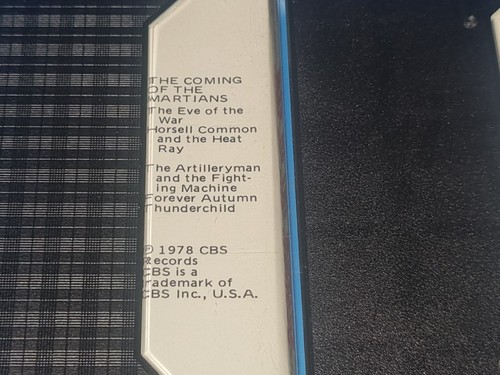 THE COMING
OF THE
MARTIANS
The Eve of the
War
Horsell Common
and the Heat
Ray
The Artilleryman
and the Fight-
ing Machine
Forever Autumn
Thunderchild
℗ 1978 CBS
Records
CBS is a
trademark of
CBS Inc., U.S.A.